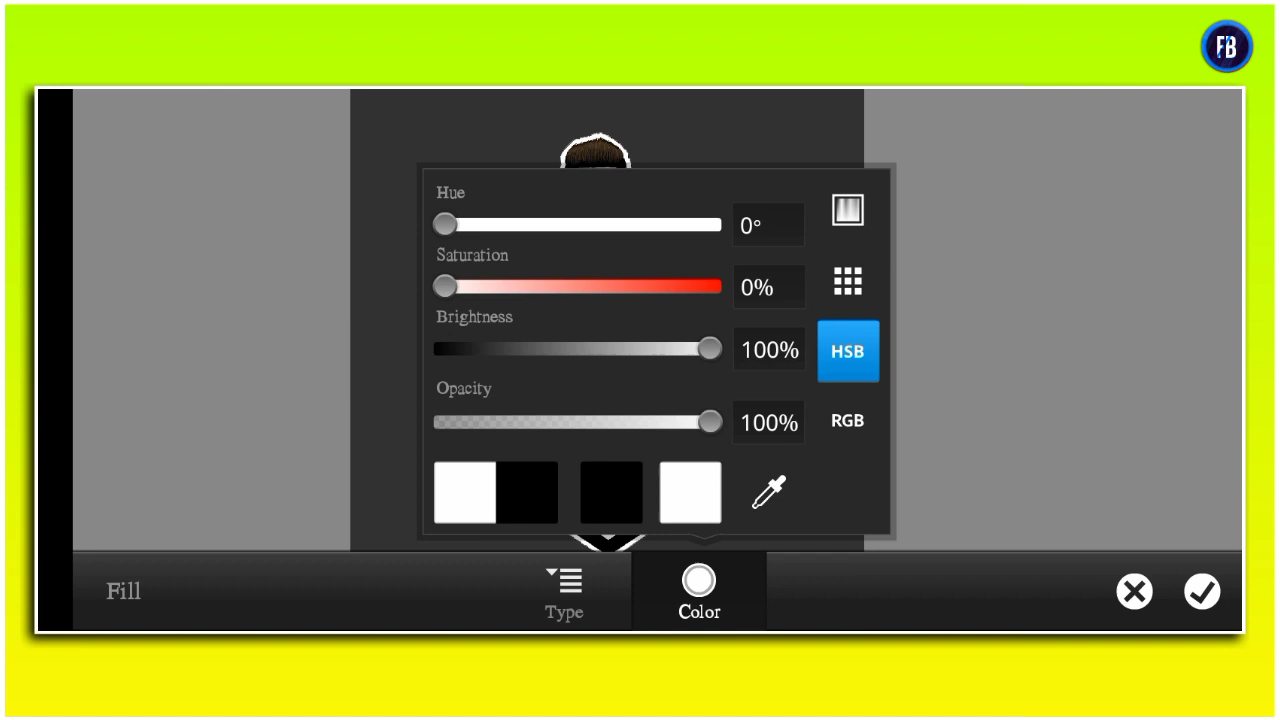 FB
Hue
0°
Saturation
0%
Brightness
100%
HSB
Opacity
100%
RGB
Fill
Type
Color